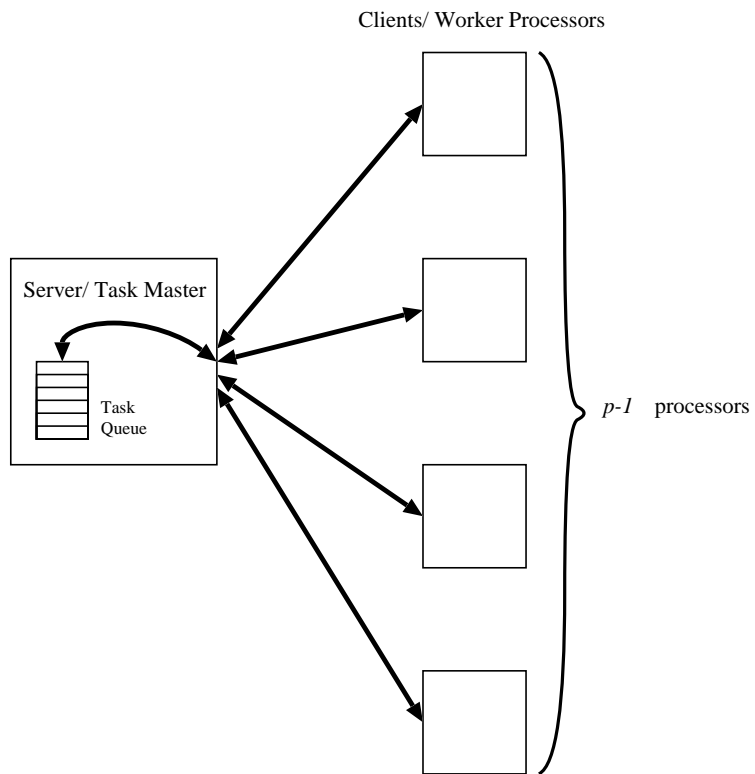 Clients/ Worker Processors
Server/ Task Master
Task
Queue
p-1 processors